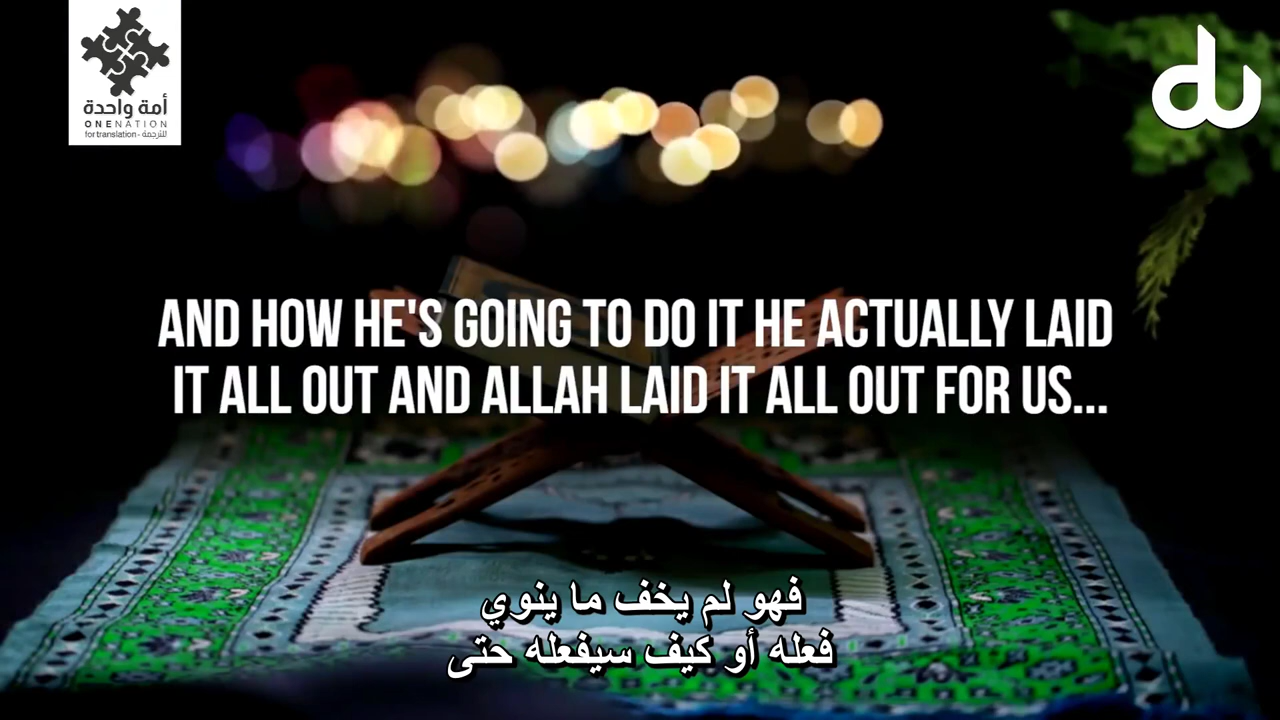 أمة واحدة
ONENATION
for translation - للترجمة
du
AND HOW HE'S GOING TO DO IT HE ACTUALLY LAID
IT ALL OUT AND ALLAH LAID IT ALL OUT FOR US...
فهو لم يخف ما ينوي
فعله أو كيف سيفعله حتى